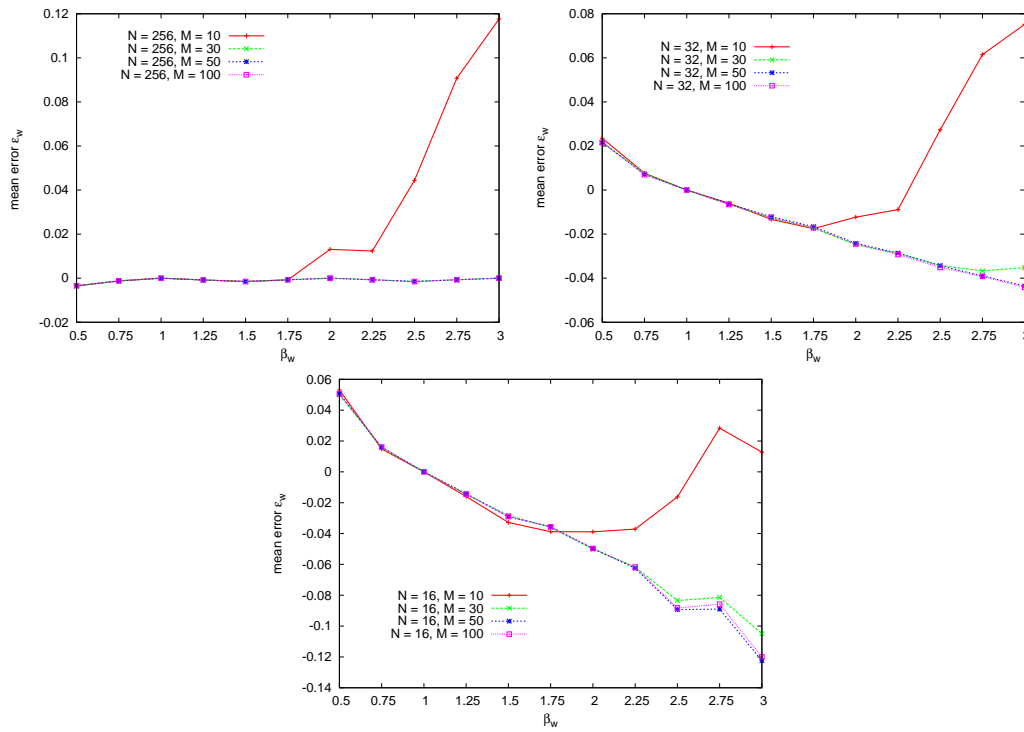 0.12
0.1
0.08
0.06
0.04
0.02
0
-0.02
mean error ε_w
N = 256, M = 10
N = 256, M = 30
N = 256, M = 50
N = 256, M = 100
0.5 0.75 1 1.25 1.5 1.75 2 2.25 2.5 2.75 3
β_w
0.08
0.06
0.04
0.02
0
-0.02
-0.04
-0.06
mean error ε_w
N = 32, M = 10
N = 32, M = 30
N = 32, M = 50
N = 32, M = 100
0.5 0.75 1 1.25 1.5 1.75 2 2.25 2.5 2.75 3
β_w
0.06
0.04
0.02
0
-0.02
-0.04
-0.06
-0.08
-0.1
-0.12
-0.14
mean error ε_w
N = 16, M = 10
N = 16, M = 30
N = 16, M = 50
N = 16, M = 100
0.5 0.75 1 1.25 1.5 1.75 2 2.25 2.5 2.75 3
β_w